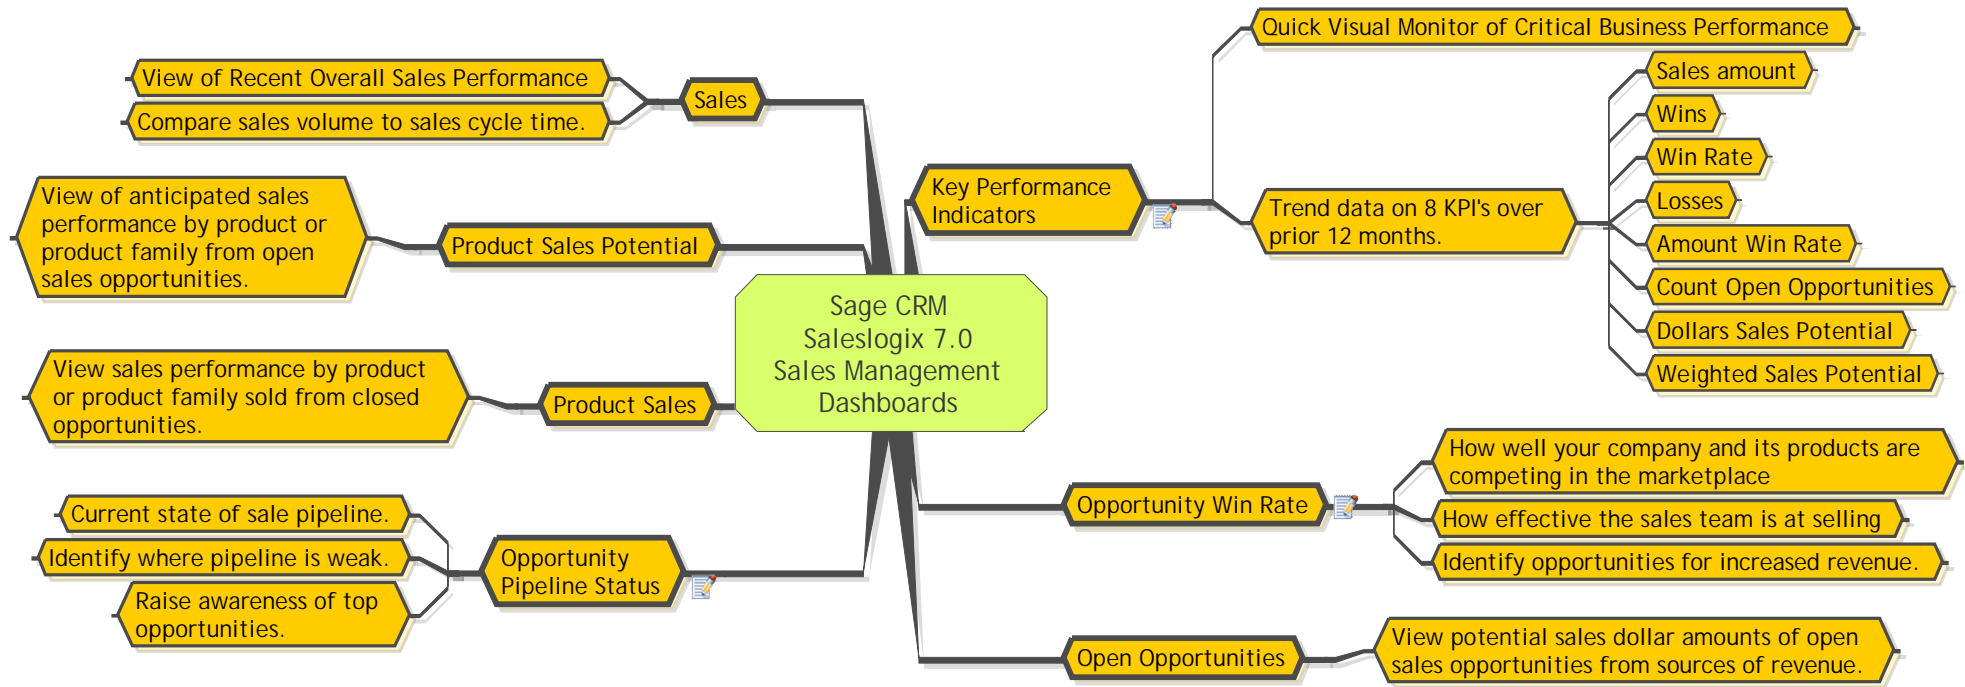 Sage CRM
Saleslogix 7.0
Sales Management
Dashboards
Key Performance
Indicators
Quick Visual Monitor of Critical Business Performance
Trend data on 8 KPI's over
prior 12 months.
Sales amount
Wins
Win Rate
Losses
Amount Win Rate
Count Open Opportunities
Dollars Sales Potential
Weighted Sales Potential
Opportunity Win Rate
How well your company and its products are
competing in the marketplace
How effective the sales team is at selling
Identify opportunities for increased revenue.
Open Opportunities
View potential sales dollar amounts of open
sales opportunities from sources of revenue.
Sales
View of Recent Overall Sales Performance
Compare sales volume to sales cycle time.
Product Sales Potential
View of anticipated sales
performance by product or
product family from open
sales opportunities.
Product Sales
View sales performance by product
or product family sold from closed
opportunities.
Opportunity
Pipeline Status
Current state of sale pipeline.
Identify where pipeline is weak.
Raise awareness of top
opportunities.